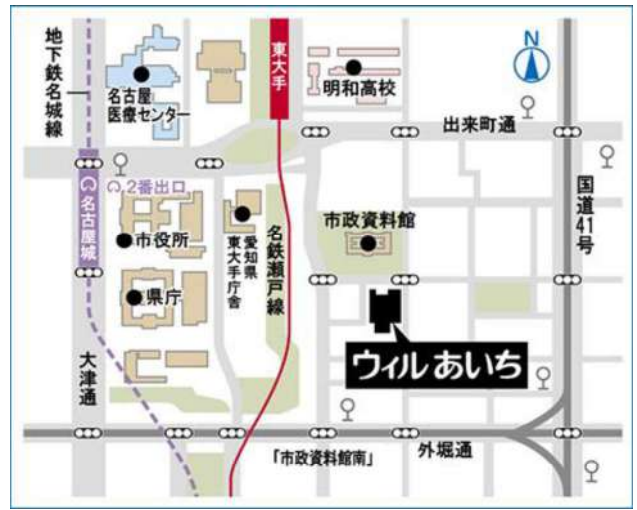 地下鉄名城線
名古屋
医療センター
東大手
明和高校
N
出来町通
2番出口
名古屋城
市役所
愛知県
東大手庁舎
名鉄瀬戸線
市政資料館
国道41号
県庁
ウィルあいち
大津通
「市政資料館南」
外堀通